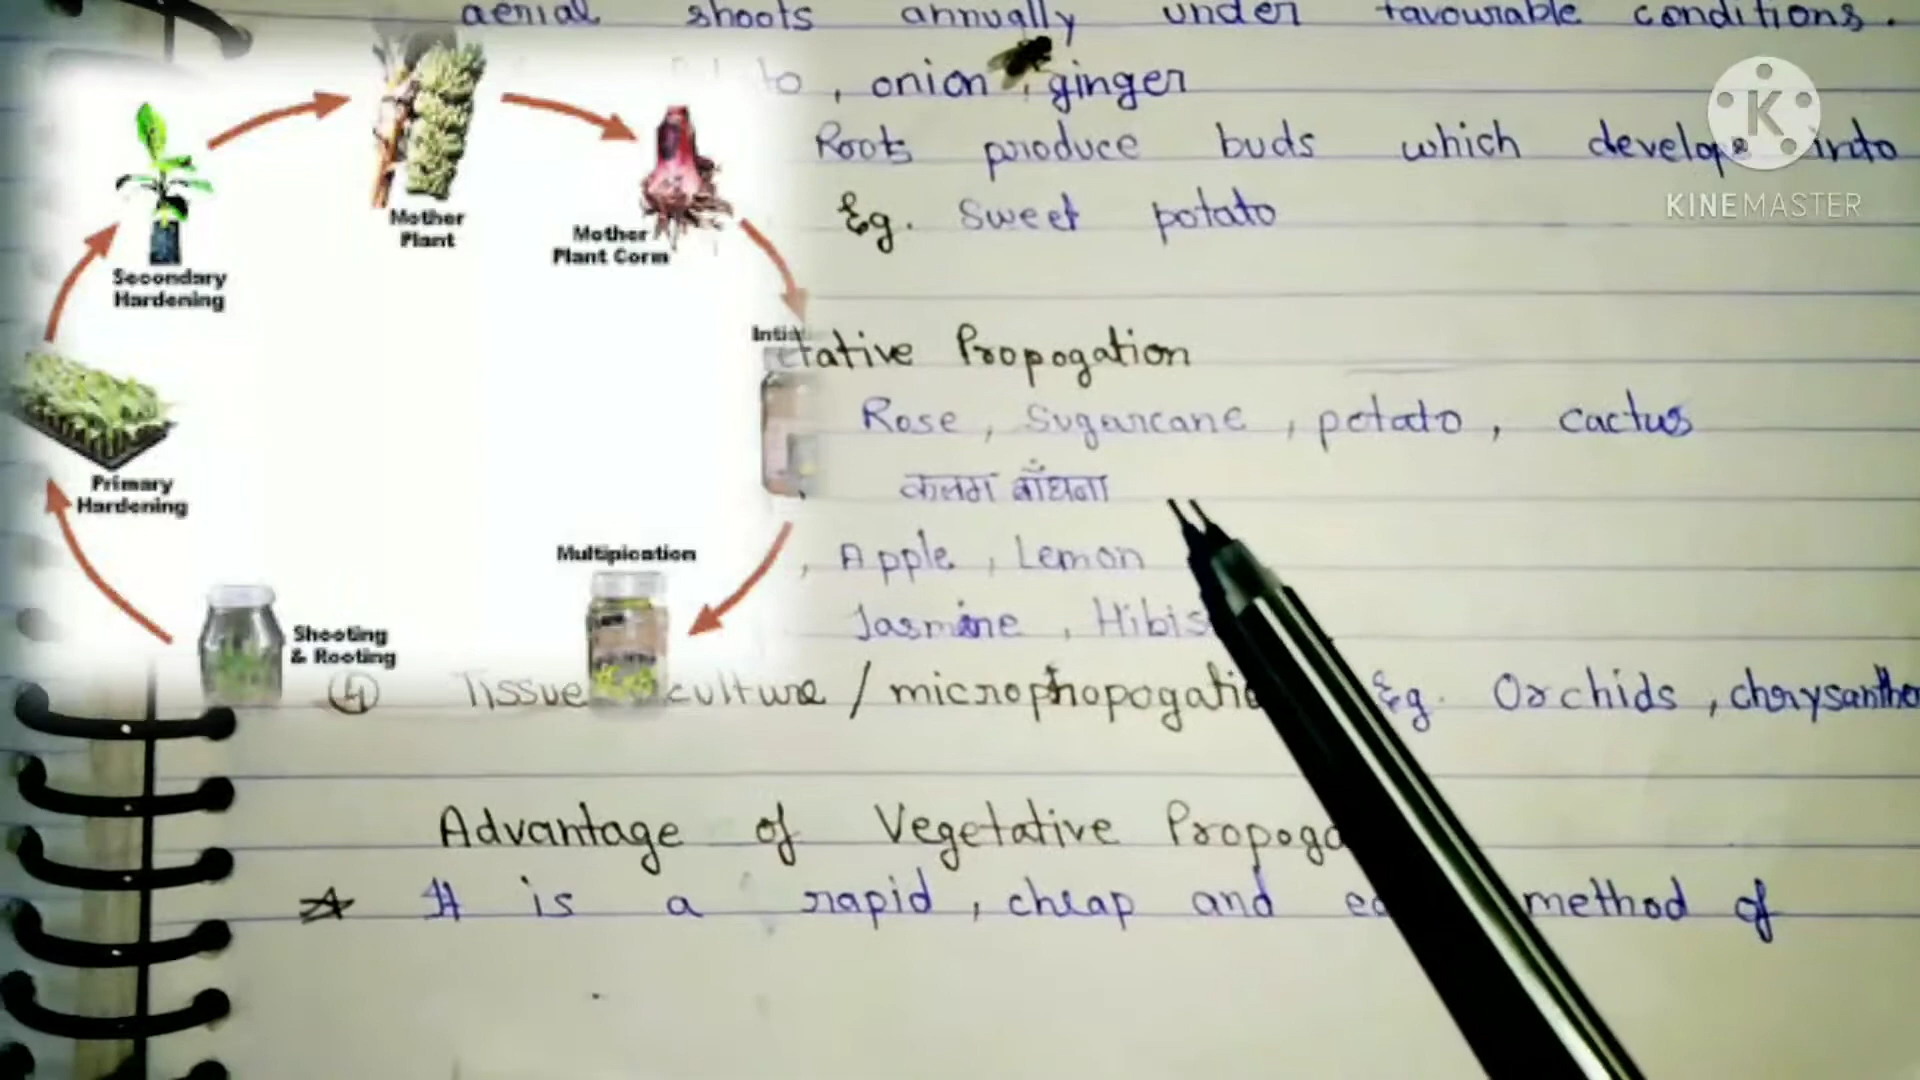 aerial shoots annually under favourable conditions.
, onion , ginger
Roots produce buds which develops into
Eg. Sweet potato
tative Propogation
Rose, Sugarcane, potato, cactus
कलम बाँधना
, Apple, Lemon
Jasmine, Hibis
④ Tissue culture / microphopogatio Eg. Orchids, chrysanthe
Advantage of Vegetative Propoga
It is a rapid, cheap and method of
Mother
Plant
Mother
Plant Corm
Multipication
Shooting
& Rooting
Primary
Hardening
Secondary
Hardening
K
KINEMASTER